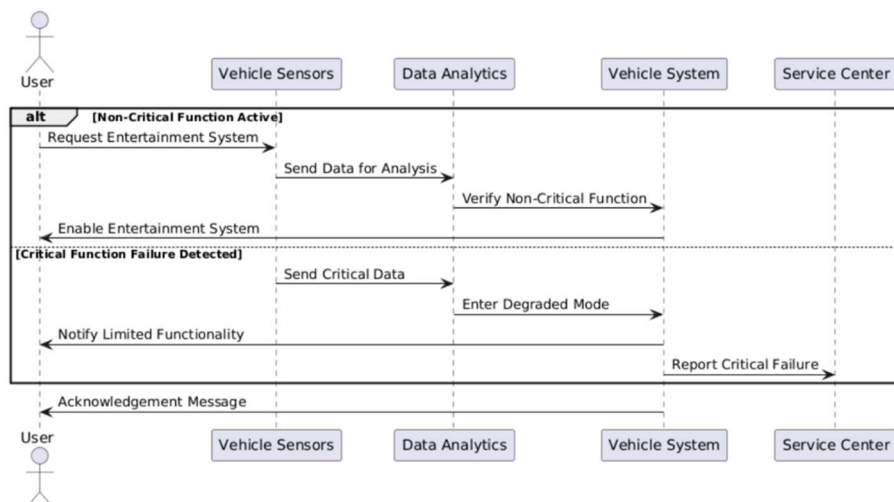 User
Vehicle Sensors
Data Analytics
Vehicle System
Service Center
alt [Non-Critical Function Active]
Request Entertainment System
Send Data for Analysis
Verify Non-Critical Function
Enable Entertainment System
[Critical Function Failure Detected]
Send Critical Data
Enter Degraded Mode
Notify Limited Functionality
Report Critical Failure
Acknowledgement Message
User
Vehicle Sensors
Data Analytics
Vehicle System
Service Center